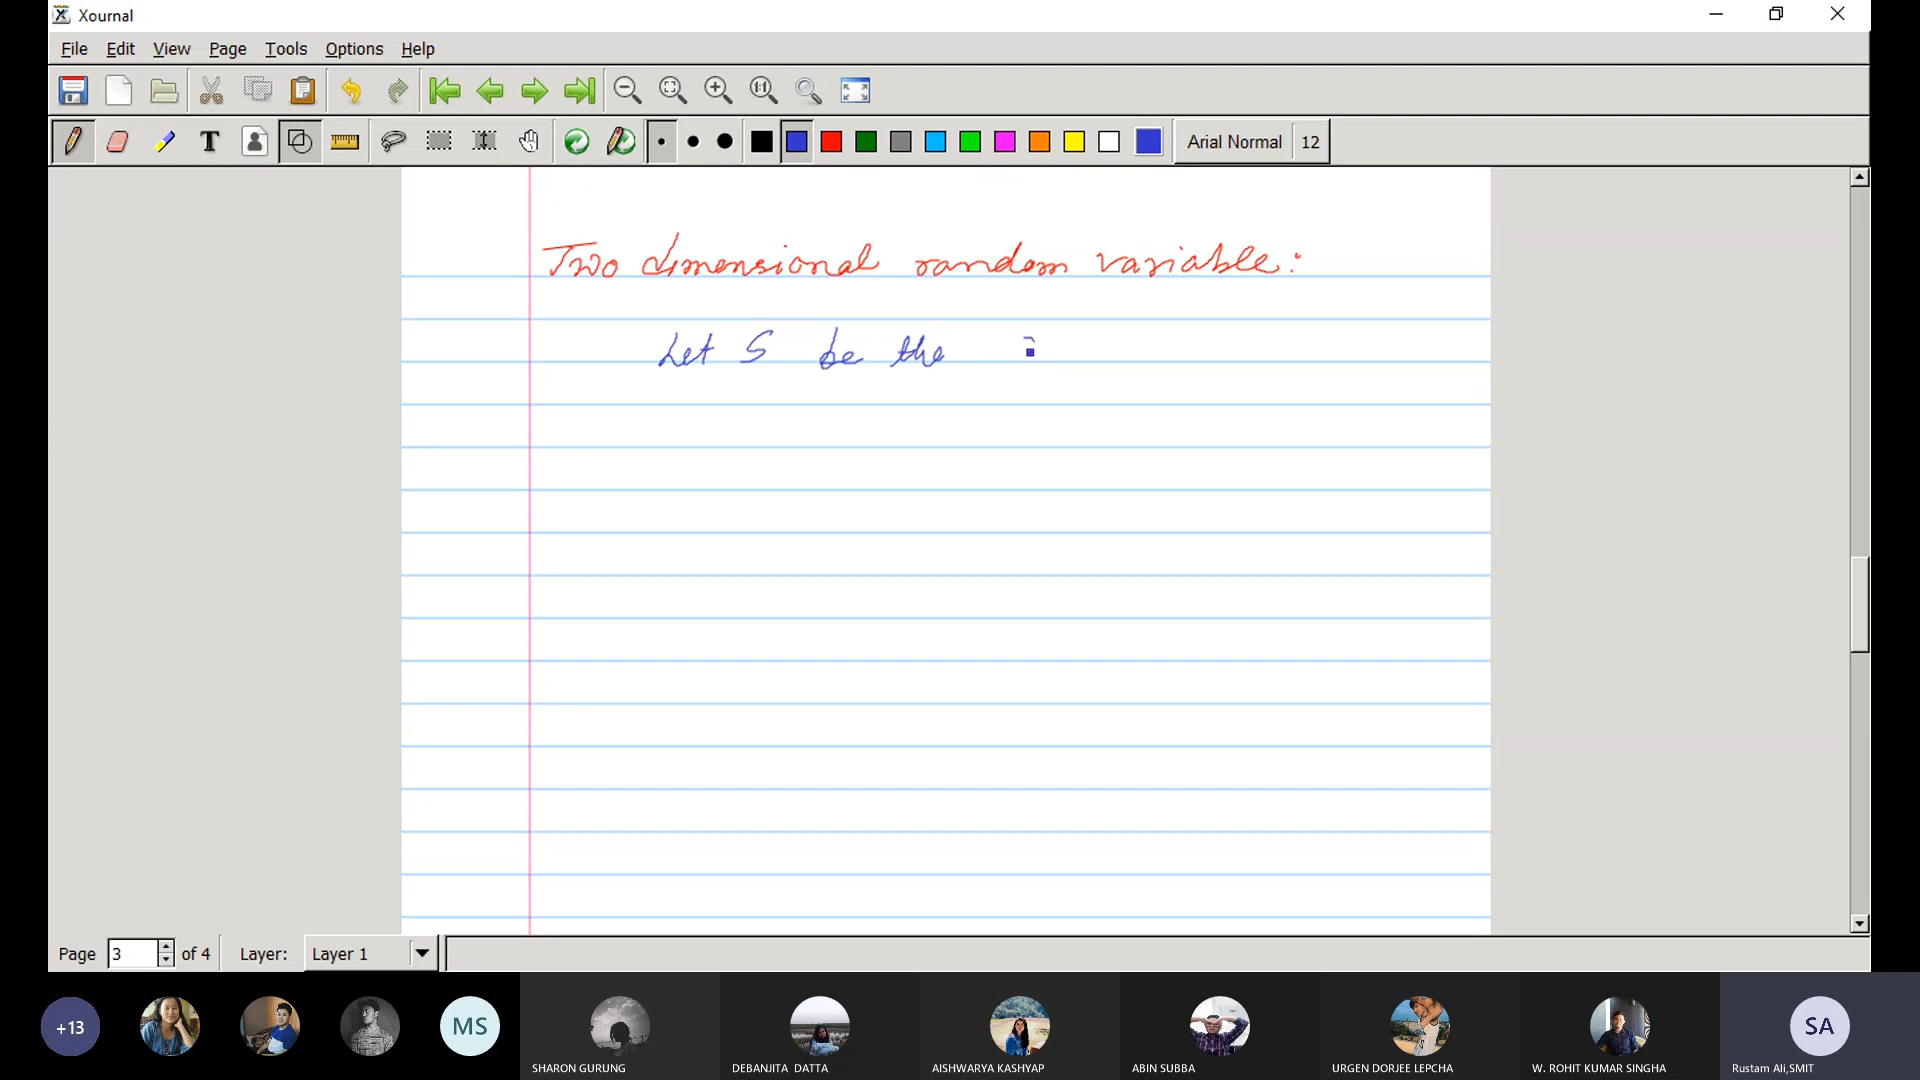 Xournal
File Edit View Page Tools Options Help
Arial Normal 12
Two dimensional random variable:
Let S be the
Page 3 of 4 Layer: Layer 1
+13 MS SA
SHARON GURUNG DEBANJITA DATTA AISHWARYA KASHYAP ABIN SUBBA URGEN DORJEE LEPCHA W. ROHIT KUMAR SINGHA Rustam Ali,SMIT